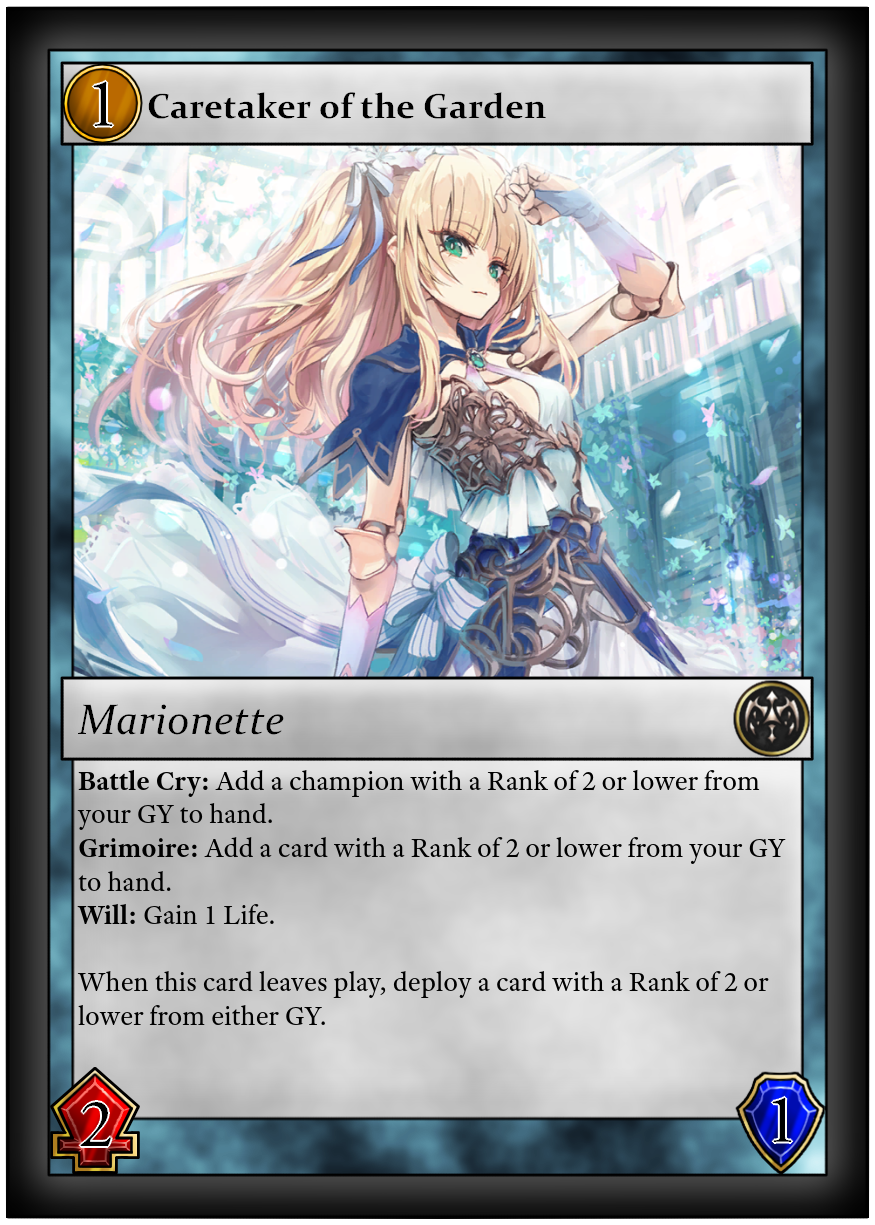 1
Caretaker of the Garden
Marionette
Battle Cry: Add a champion with a Rank of 2 or lower from
your GY to hand.
Grimoire: Add a card with a Rank of 2 or lower from your GY
to hand.
Will: Gain 1 Life.
When this card leaves play, deploy a card with a Rank of 2 or
lower from either GY.
2
1